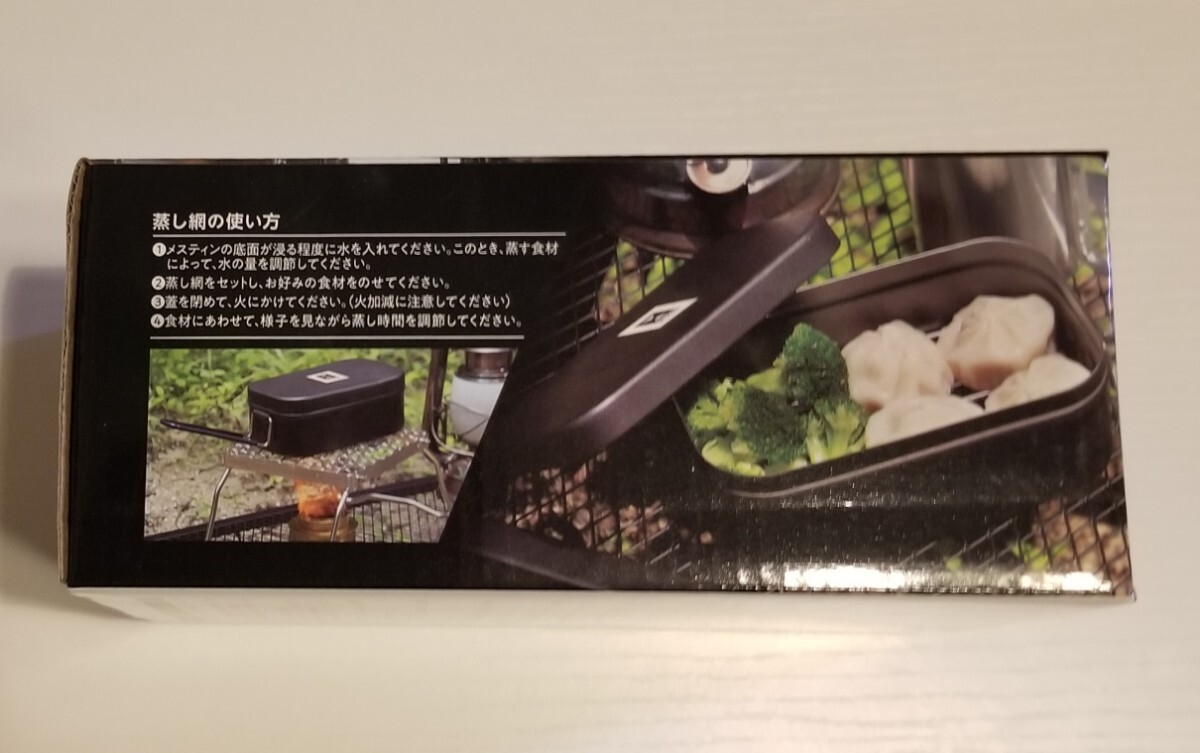 蒸し網の使い方
❶メスティンの底面が浸る程度に水を入れてください。このとき、蒸す食材
によって、水の量を調節してください。
❷蒸し網をセットし、お好みの食材をのせてください。
❸蓋を閉めて、火にかけてください。(火加減に注意してください)
❹食材にあわせて、様子を見ながら蒸し時間を調節してください。